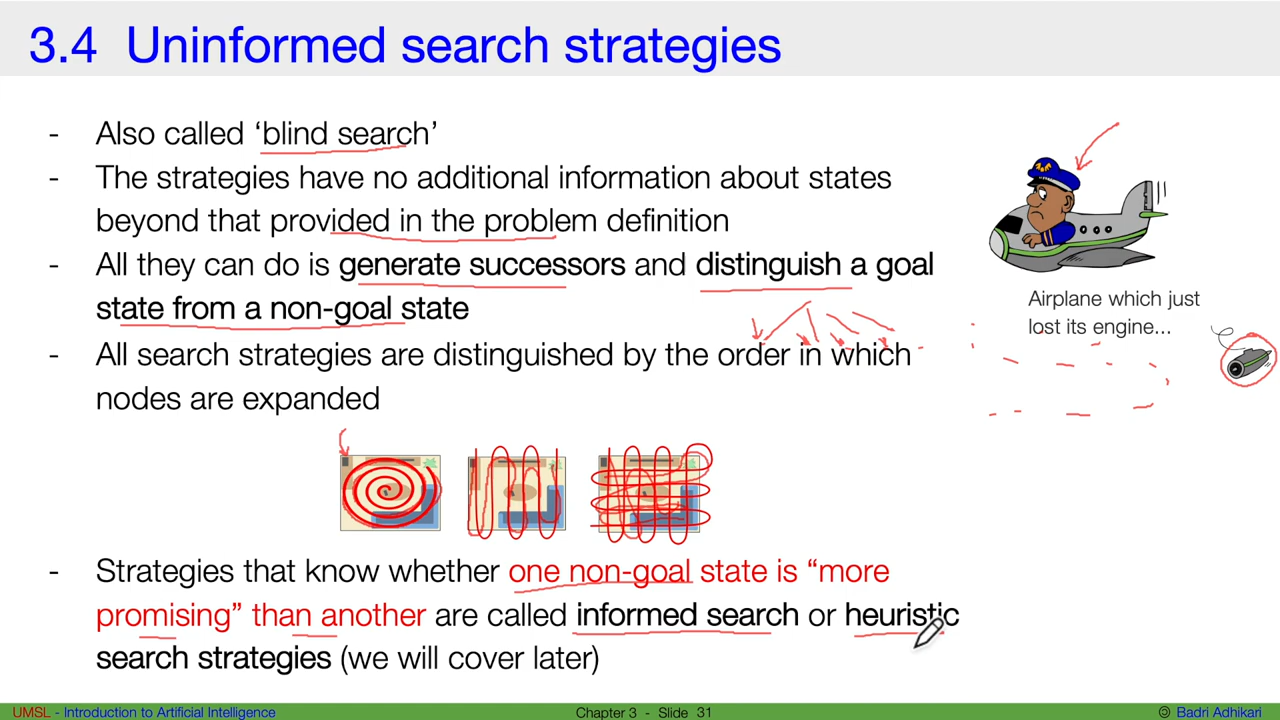 3.4 Uninformed search strategies
- Also called ‘blind search’
- The strategies have no additional information about states
beyond that provided in the problem definition
- All they can do is generate successors and distinguish a goal
state from a non-goal state
- All search strategies are distinguished by the order in which
nodes are expanded
Airplane which just
lost its engine...
- Strategies that know whether one non-goal state is “more
promising” than another are called informed search or heuristic
search strategies (we will cover later)
UMSL - Introduction to Artificial Intelligence
Chapter 3 - Slide 31
© Badri Adhikari